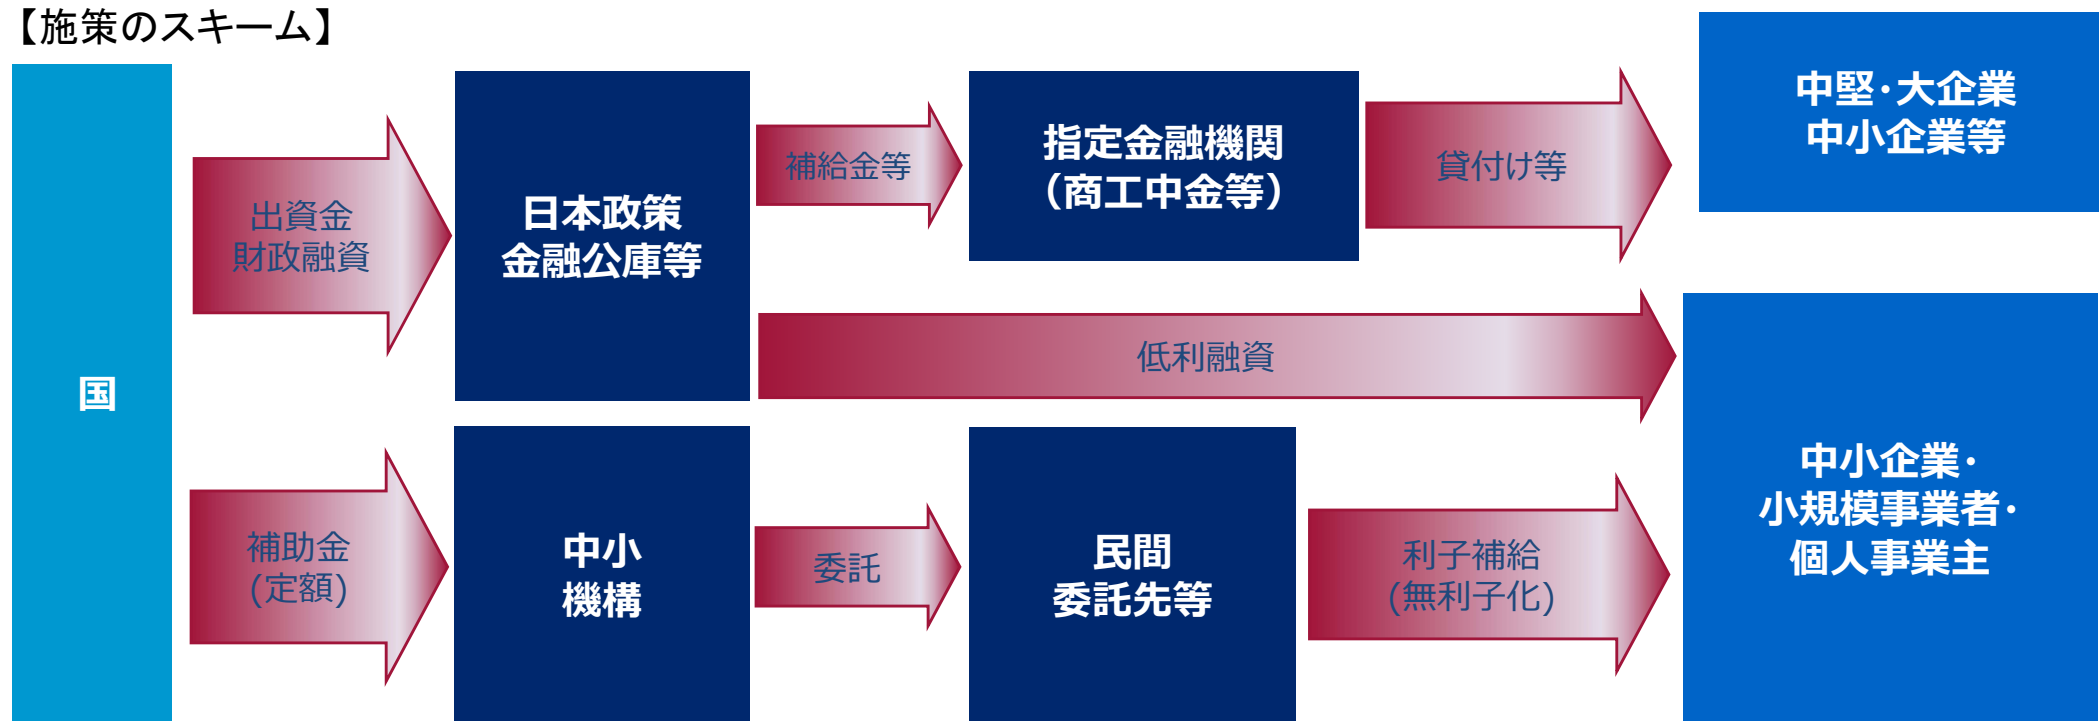 【施策のスキーム】
国
出資金
財政融資
日本政策
金融公庫等
補給金等
指定金融機関
（商工中金等）
貸付け等
中堅・大企業
中小企業等
低利融資
補助金
(定額)
中小
機構
委託
民間
委託先等
利子補給
(無利子化)
中小企業・
小規模事業者・
個人事業主